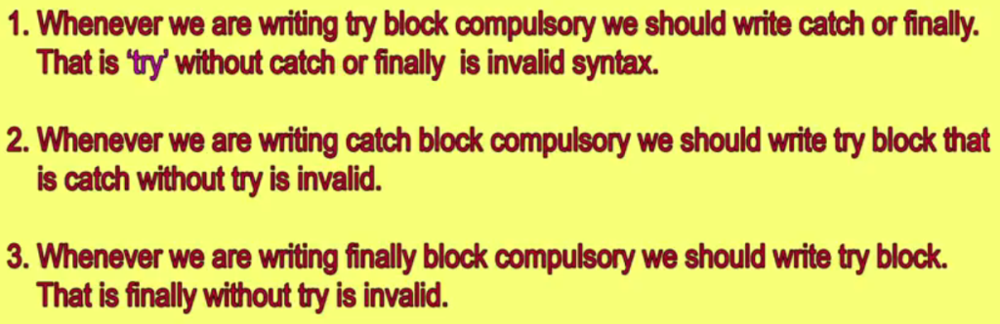 1. Whenever we are writing try block compulsory we should write catch or finally.
That is ‘try’ without catch or finally is invalid syntax.
2. Whenever we are writing catch block compulsory we should write try block that
is catch without try is invalid.
3. Whenever we are writing finally block compulsory we should write try block.
That is finally without try is invalid.